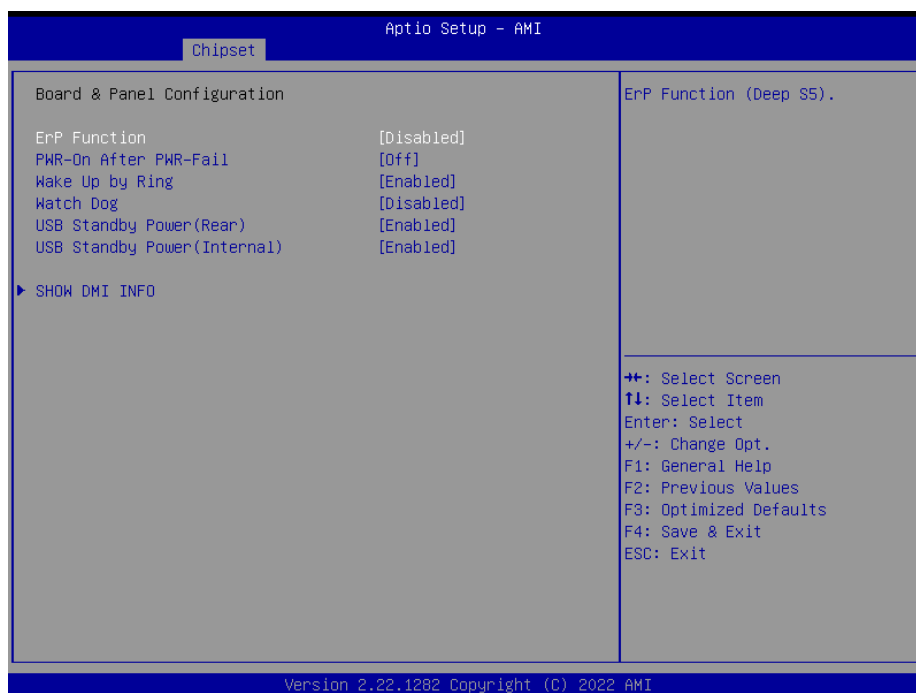 Aptio Setup – AMI
Chipset
Board & Panel Configuration
ErP Function [Disabled]
PWR-On After PWR-Fail [Off]
Wake Up by Ring [Enabled]
Watch Dog [Disabled]
USB Standby Power(Rear) [Enabled]
USB Standby Power(Internal) [Enabled]
▶ SHOW DMI INFO
ErP Function (Deep S5).
→←: Select Screen
↑↓: Select Item
Enter: Select
+/-: Change Opt.
F1: General Help
F2: Previous Values
F3: Optimized Defaults
F4: Save & Exit
ESC: Exit
Version 2.22.1282 Copyright (C) 2022 AMI